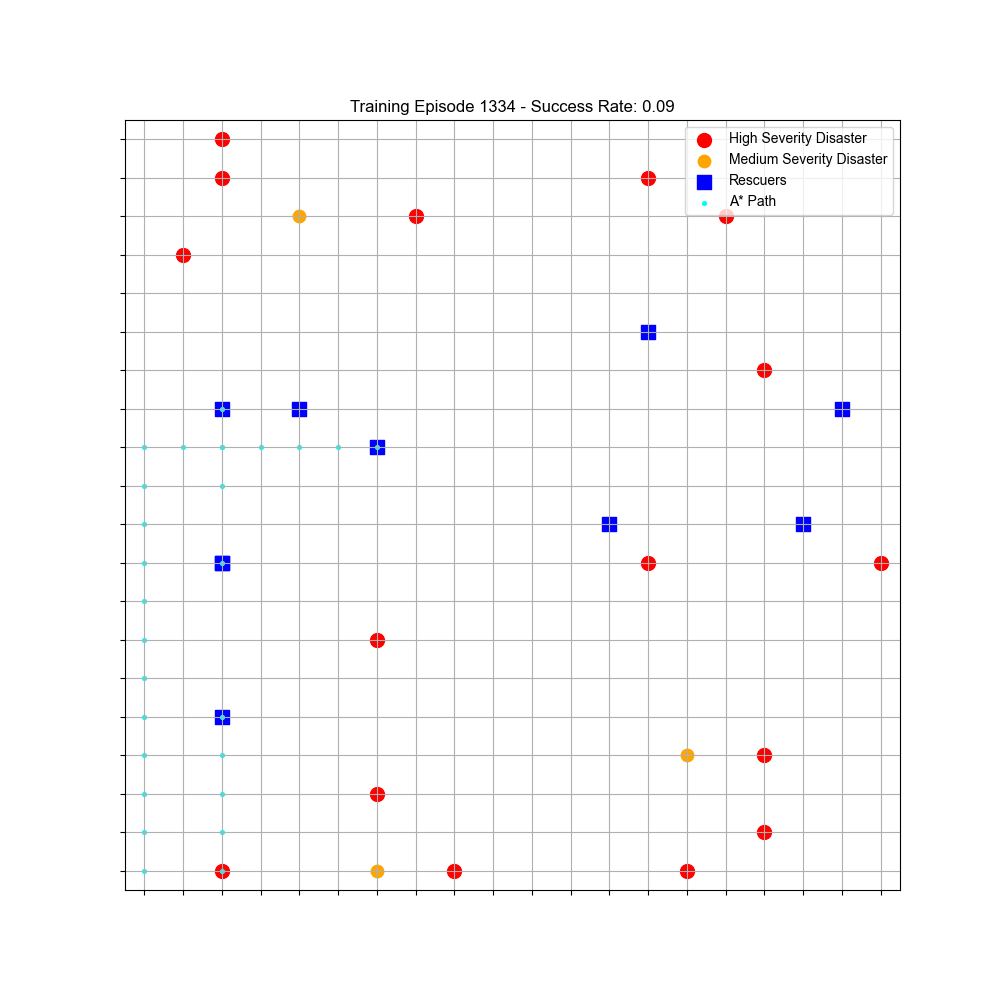 Training Episode 1334 - Success Rate: 0.09
High Severity Disaster
Medium Severity Disaster
Rescuers
A* Path